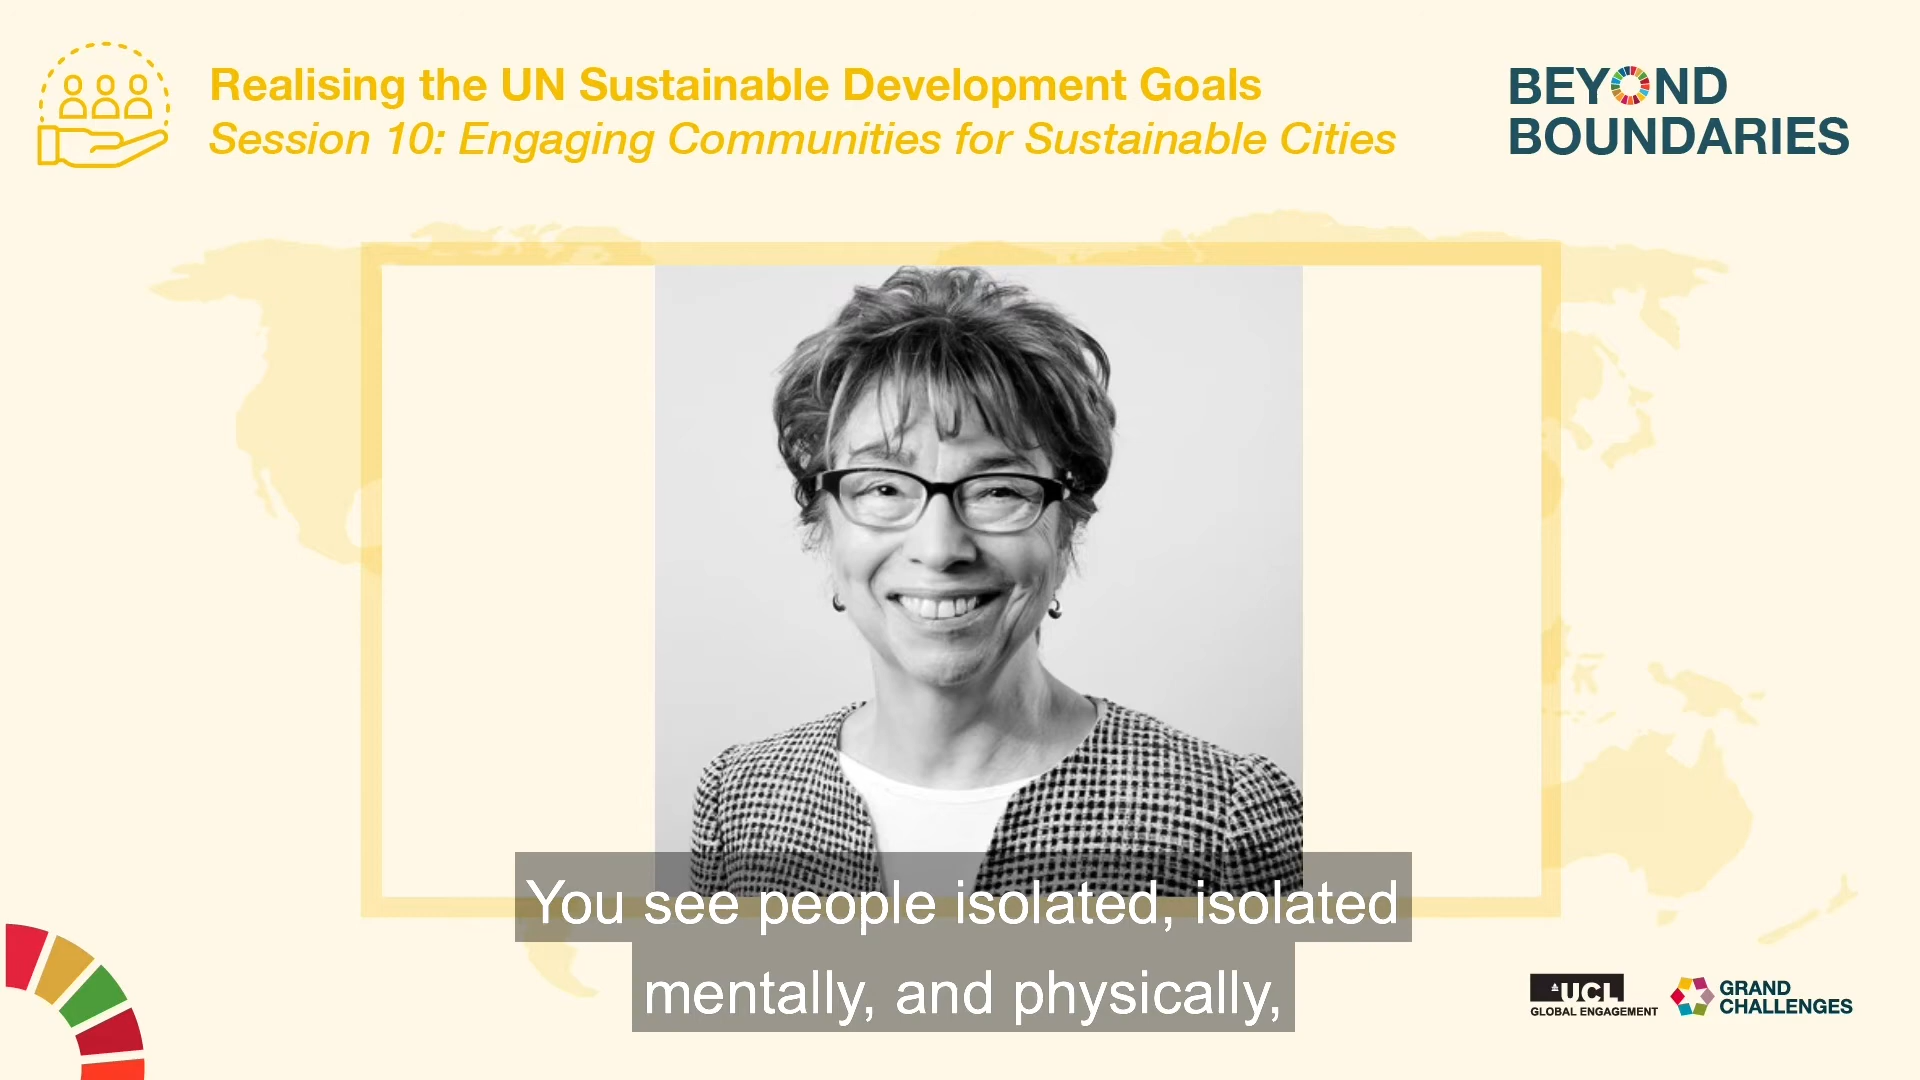 Realising the UN Sustainable Development Goals
Session 10: Engaging Communities for Sustainable Cities
BEYOND
BOUNDARIES
You see people isolated, isolated
mentally, and physically,
UCL
GLOBAL ENGAGEMENT
GRAND
CHALLENGES